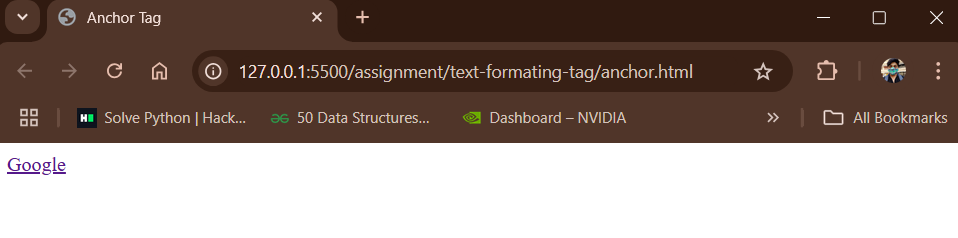 Anchor Tag
127.0.0.1:5500/assignment/text-formating-tag/anchor.html
Solve Python | Hack... 50 Data Structures... Dashboard – NVIDIA All Bookmarks
Google